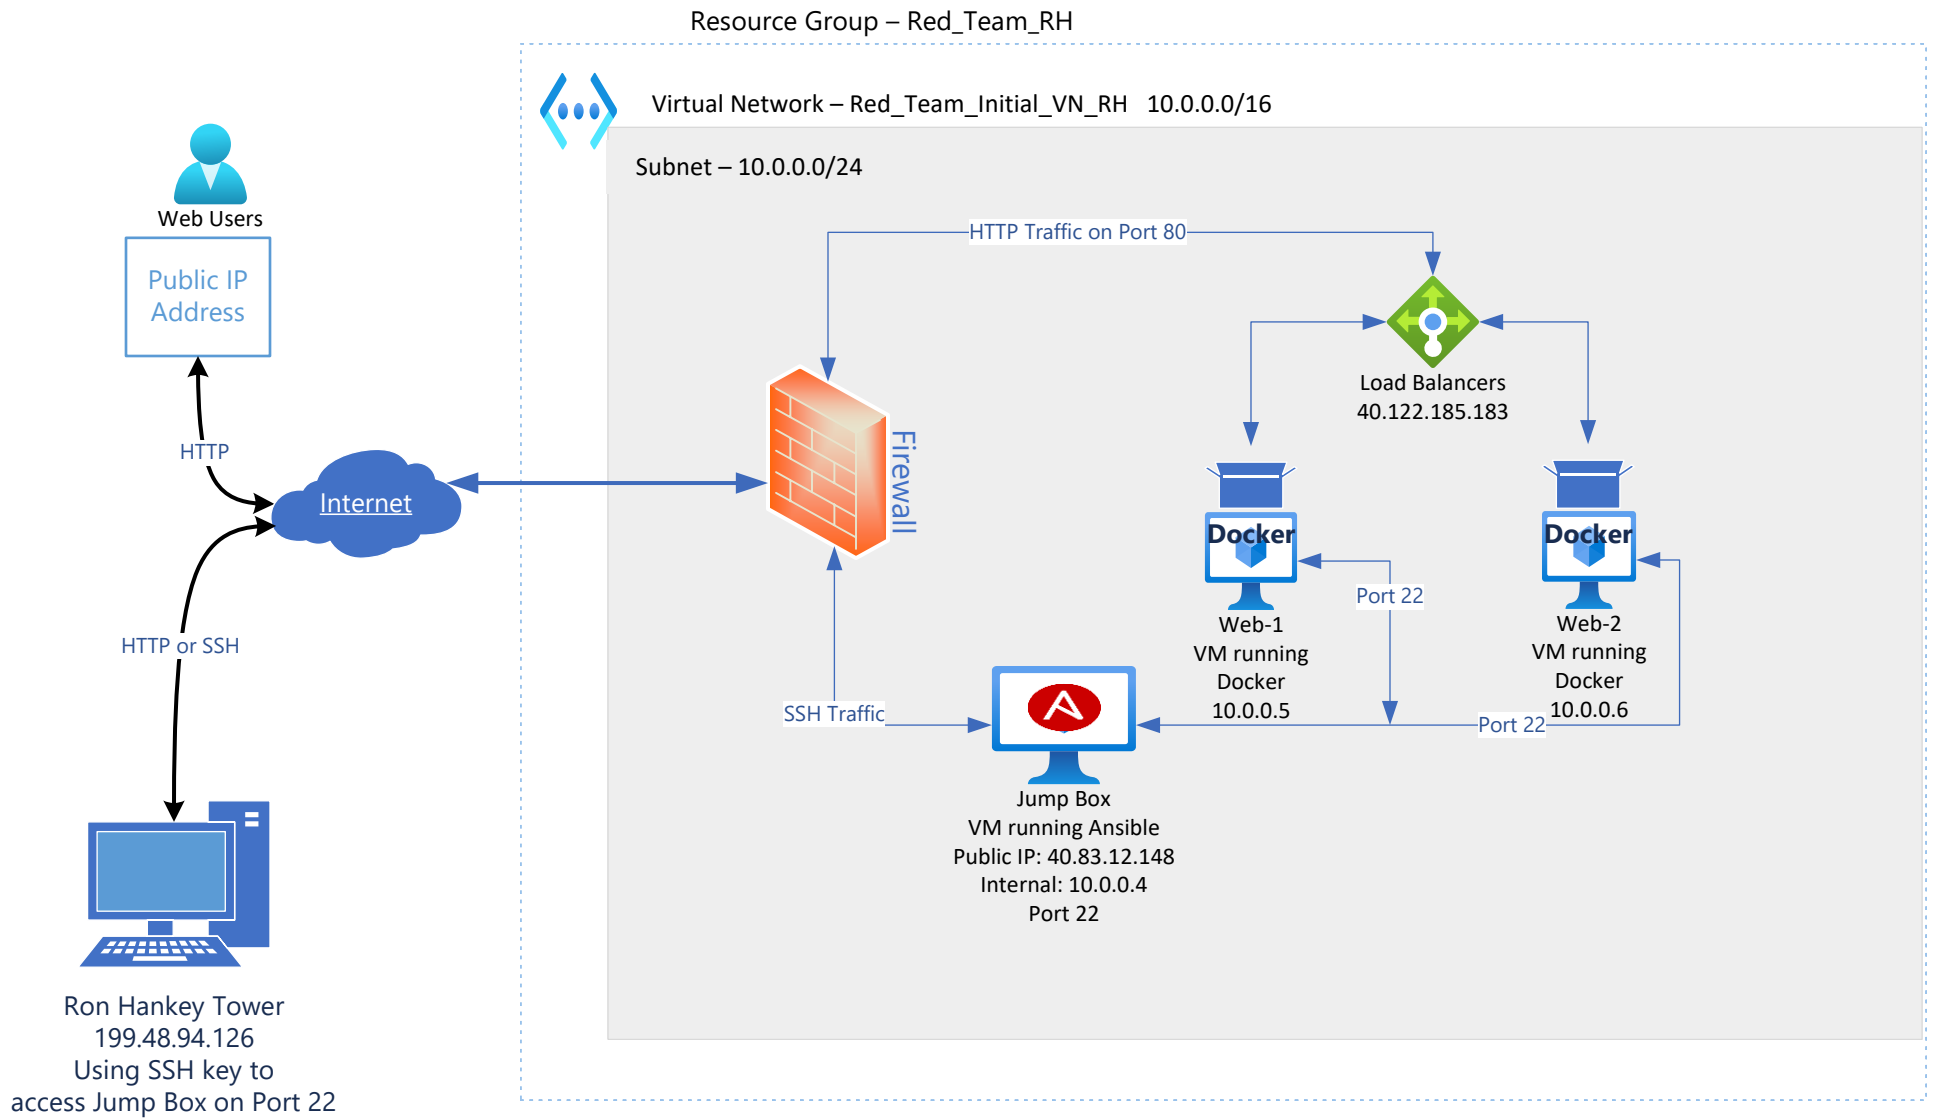 Resource Group – Red_Team_RH
Virtual Network – Red_Team_Initial_VN_RH   10.0.0.0/16
Subnet – 10.0.0.0/24
Web Users
Public IP
Address
HTTP
Internet
HTTP or SSH
Ron Hankey Tower
199.48.94.126
Using SSH key to
access Jump Box on Port 22
HTTP Traffic on Port 80
Firewall
SSH Traffic
Load Balancers
40.122.185.183
Docker
Web-1
VM running
Docker
10.0.0.5
Port 22
Docker
Web-2
VM running
Docker
10.0.0.6
Port 22
Jump Box
VM running Ansible
Public IP: 40.83.12.148
Internal: 10.0.0.4
Port 22